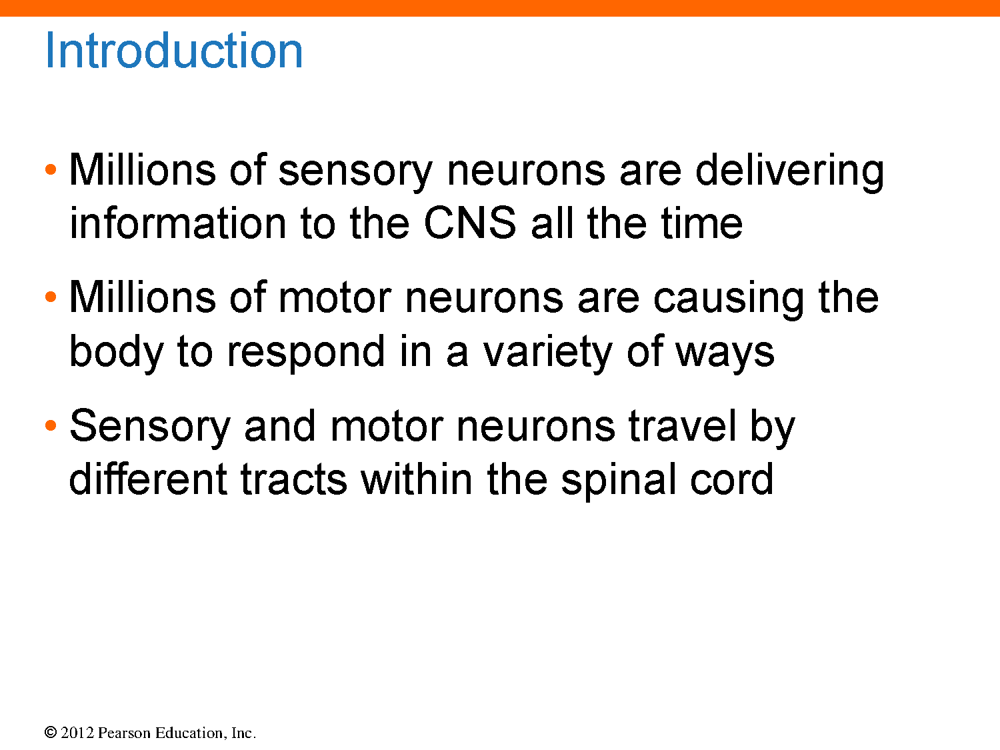 Introduction
• Millions of sensory neurons are delivering
information to the CNS all the time
• Millions of motor neurons are causing the
body to respond in a variety of ways
• Sensory and motor neurons travel by
different tracts within the spinal cord
© 2012 Pearson Education, Inc.